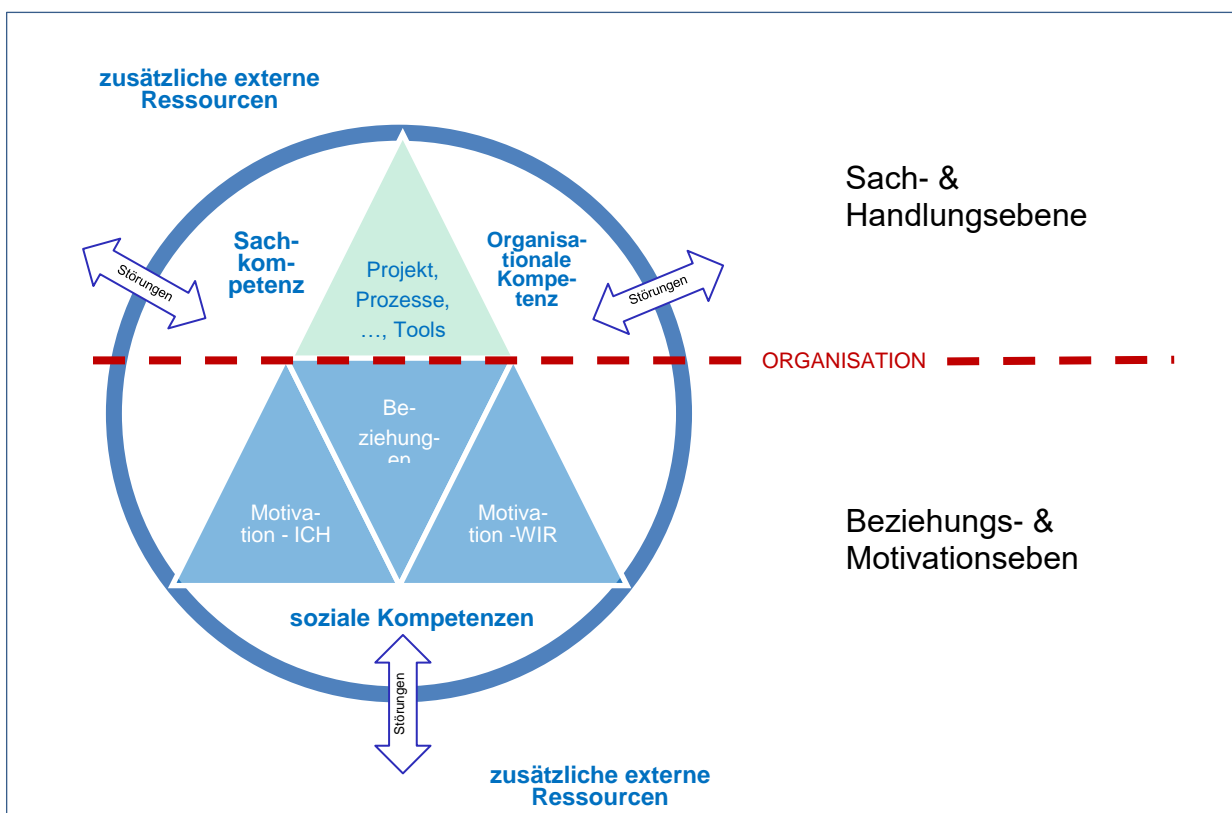 zusätzliche externe
Ressourcen
Sach- &
Handlungsebene
Sach-
kom-
petenz
Organisa-
tionale
Kompe-
tenz
Störungen
Störungen
Projekt,
Prozesse,
…, Tools
ORGANISATION
Be-
ziehung-
en
Motiva-
tion - ICH
Motiva-
tion -WIR
Beziehungs- &
Motivationseben
soziale Kompetenzen
Störungen
zusätzliche externe
Ressourcen